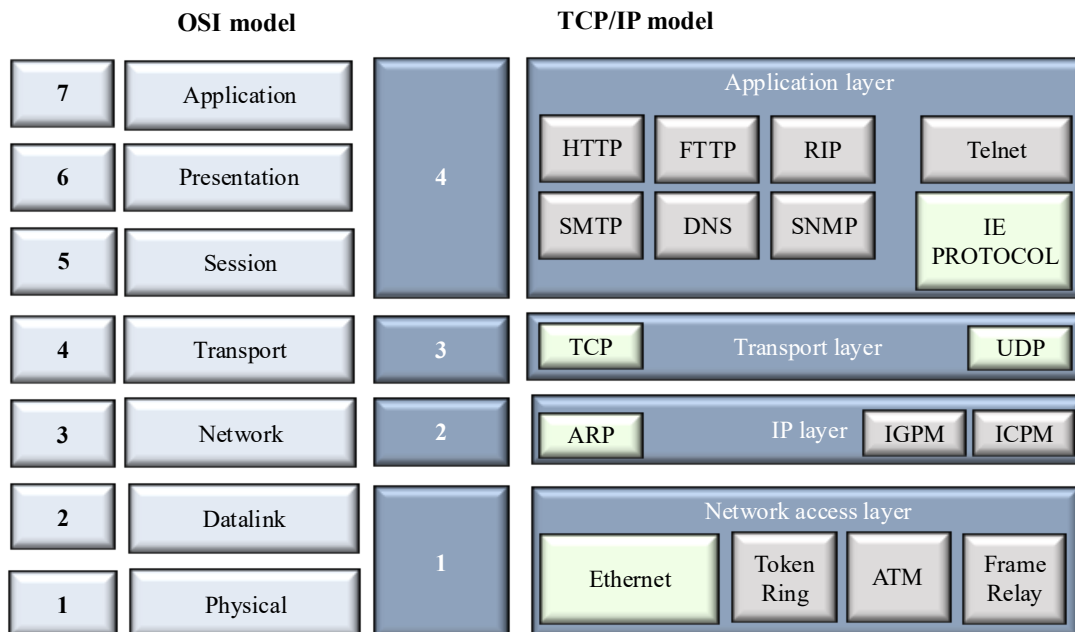 OSI model
TCP/IP model
7
Application
6
Presentation
5
Session
4
Transport
3
Network
2
Datalink
1
Physical
4
3
2
1
Application layer
HTTP
FTTP
RIP
Telnet
SMTP
DNS
SNMP
IE
PROTOCOL
TCP
Transport layer
UDP
ARP
IP layer
IGPM
ICPM
Network access layer
Ethernet
Token
Ring
ATM
Frame
Relay